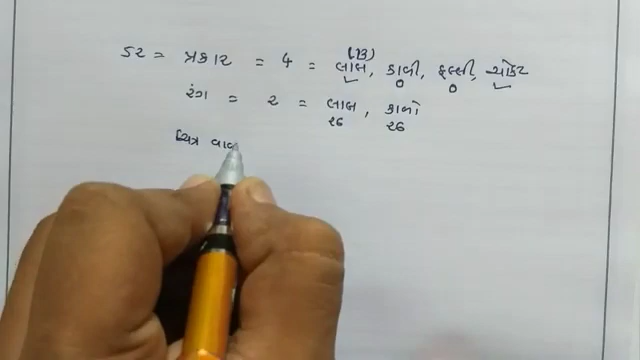 52 = પ્રકાર = 4 = (13) લાલ, કાળી, ફુલ્લી, ચોકટ
રંગ = 2 = લાલ, કાળો
26 26
ચિત્ર વાળ